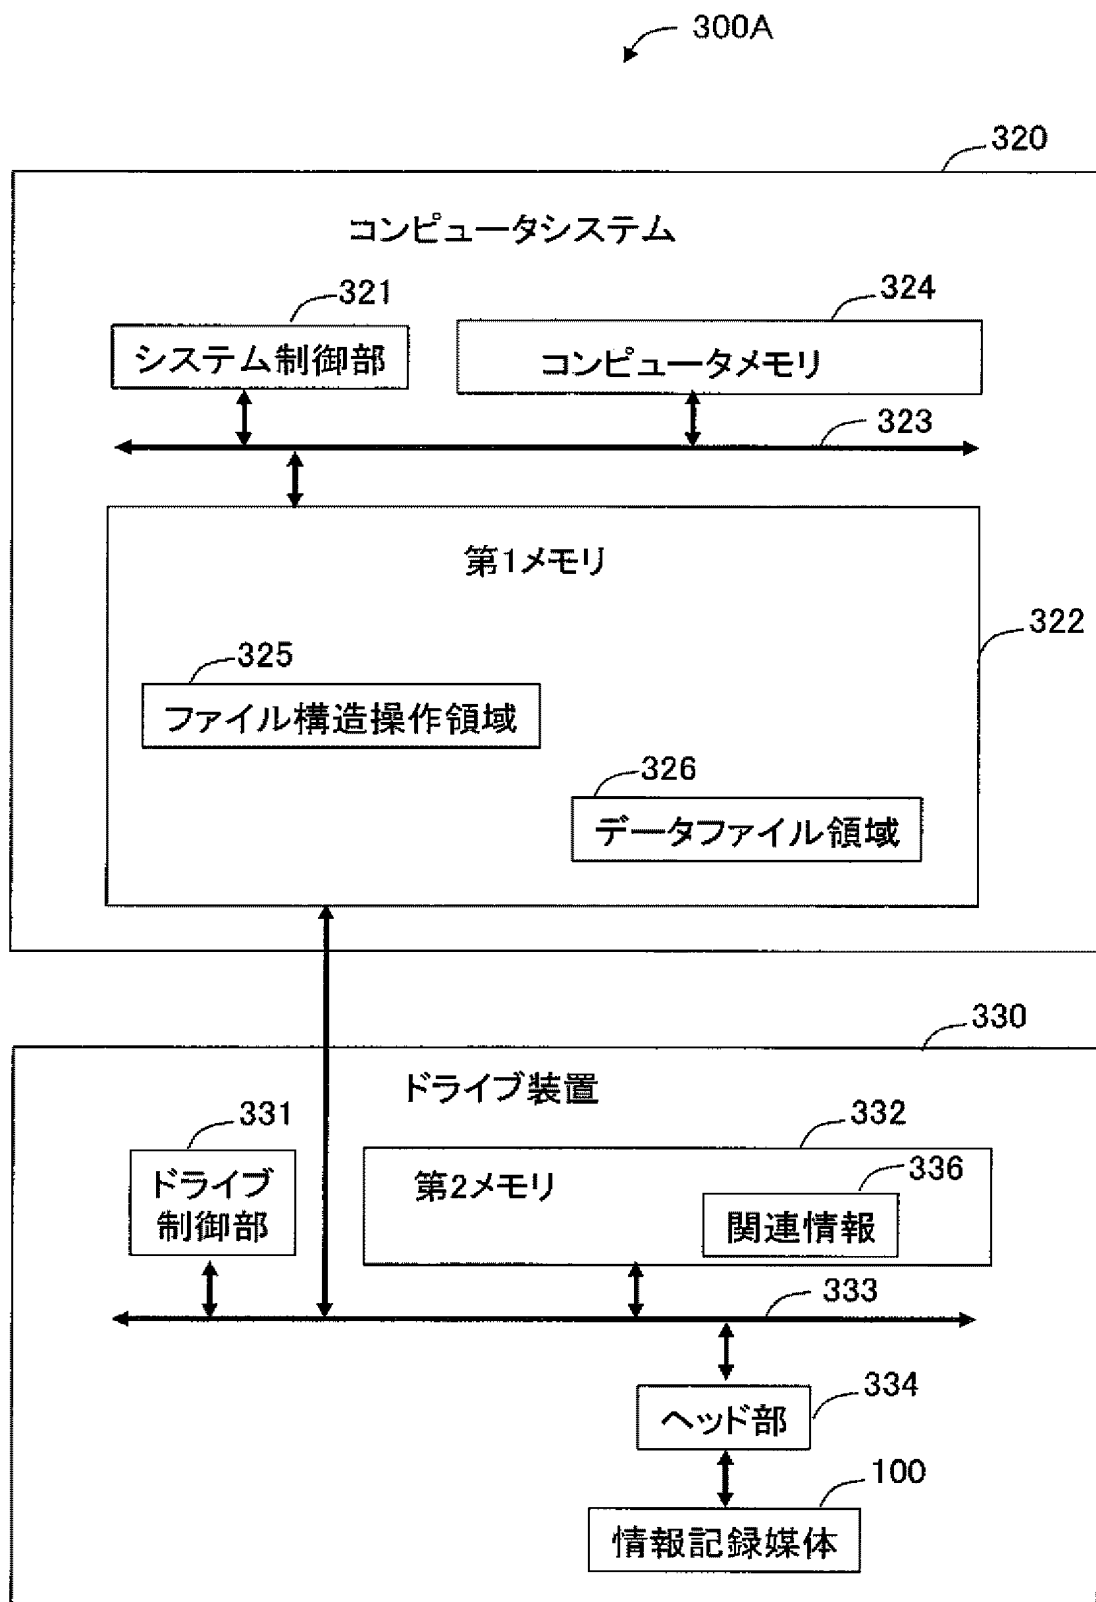 300A
320
コンピュータシステム
321
324
システム制御部
コンピュータメモリ
323
第1メモリ
322
325
ファイル構造操作領域
326
データファイル領域
330
ドライブ装置
331
332
ドライブ
制御部
第2メモリ
336
関連情報
333
334
ヘッド部
100
情報記録媒体